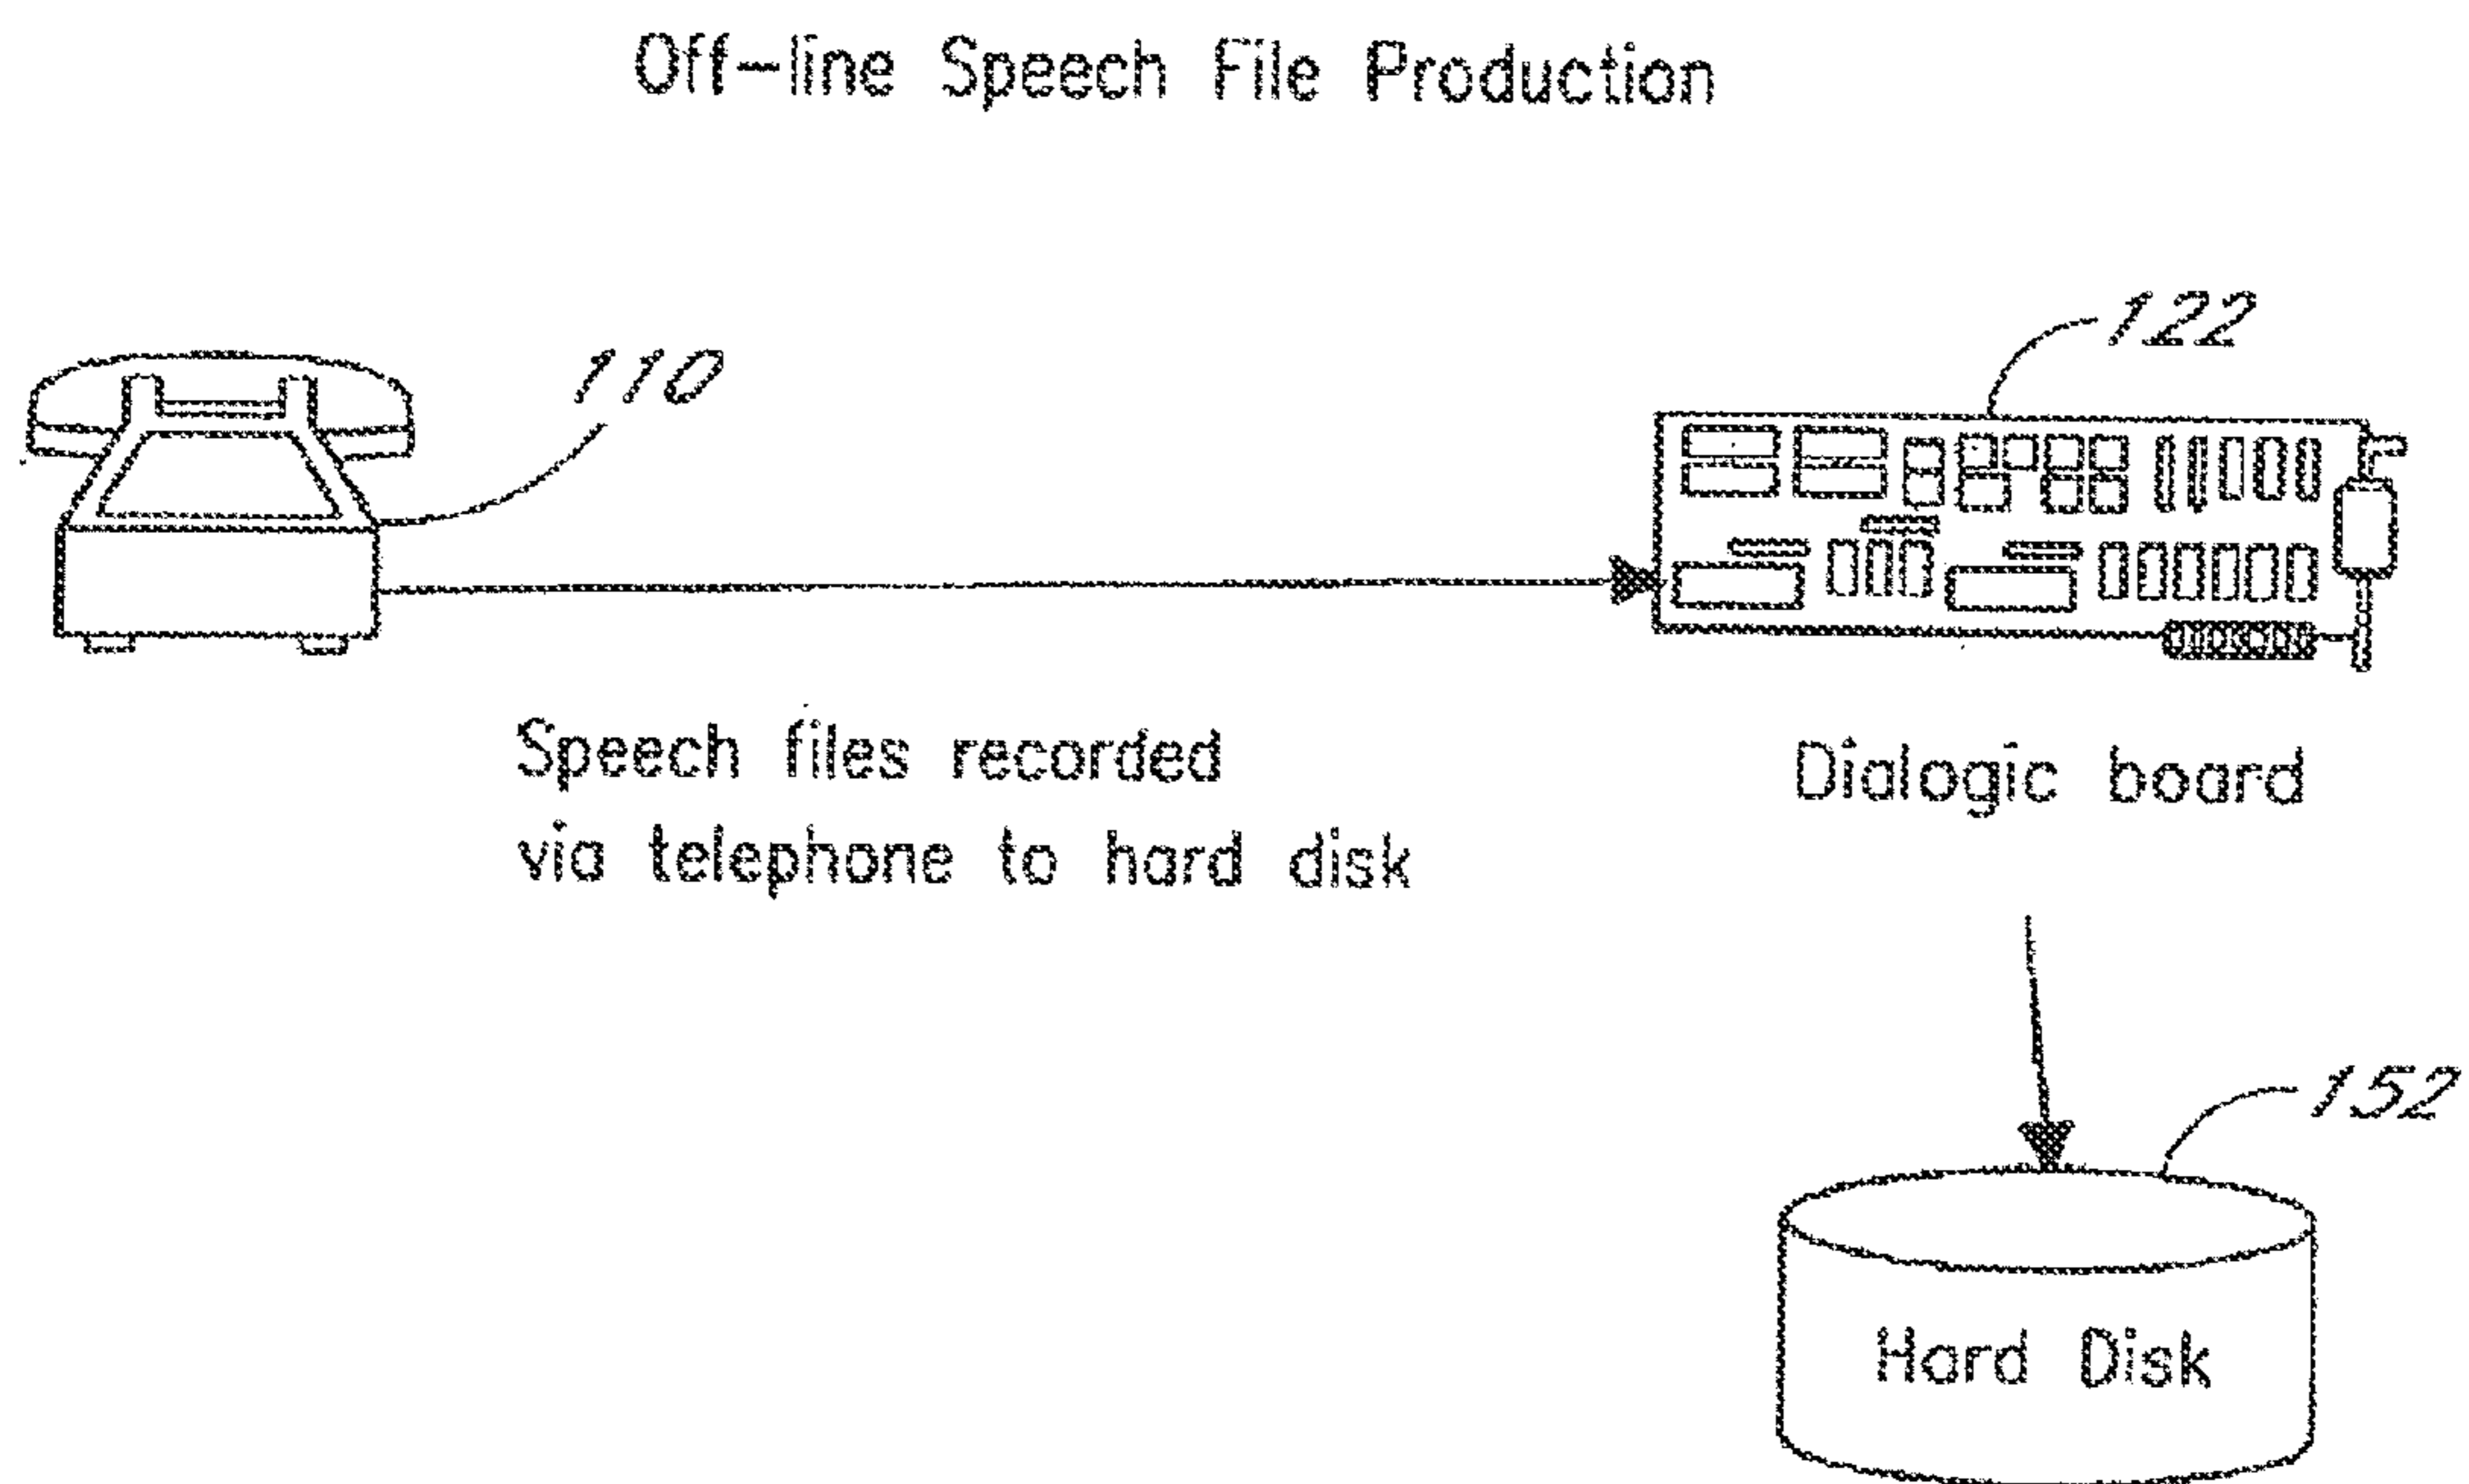 Off-line Speech File Production
110
122
Speech files recorded
via telephone to hard disk
Dialogic board
152
Hard Disk